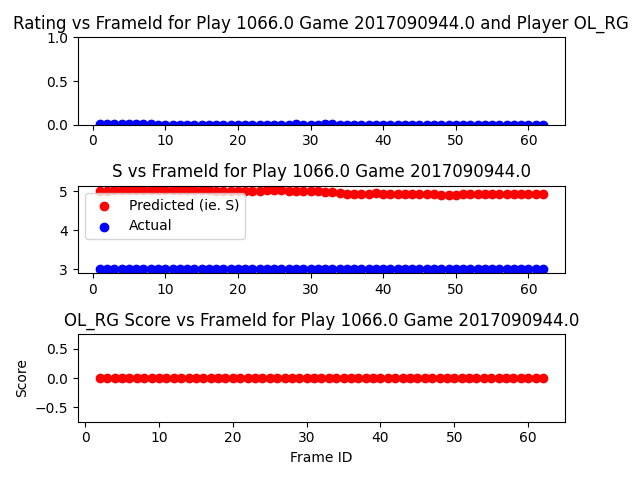 Rating vs FrameId for Play 1066.0 Game 2017090944.0 and Player OL_RG
1.0
0.5
0.0
0 10 20 30 40 50 60
S vs FrameId for Play 1066.0 Game 2017090944.0
5
4
3
Predicted (ie. S)
Actual
0 10 20 30 40 50 60
OL_RG Score vs FrameId for Play 1066.0 Game 2017090944.0
Score
0.5
0.0
−0.5
0 10 20 30 40 50 60
Frame ID